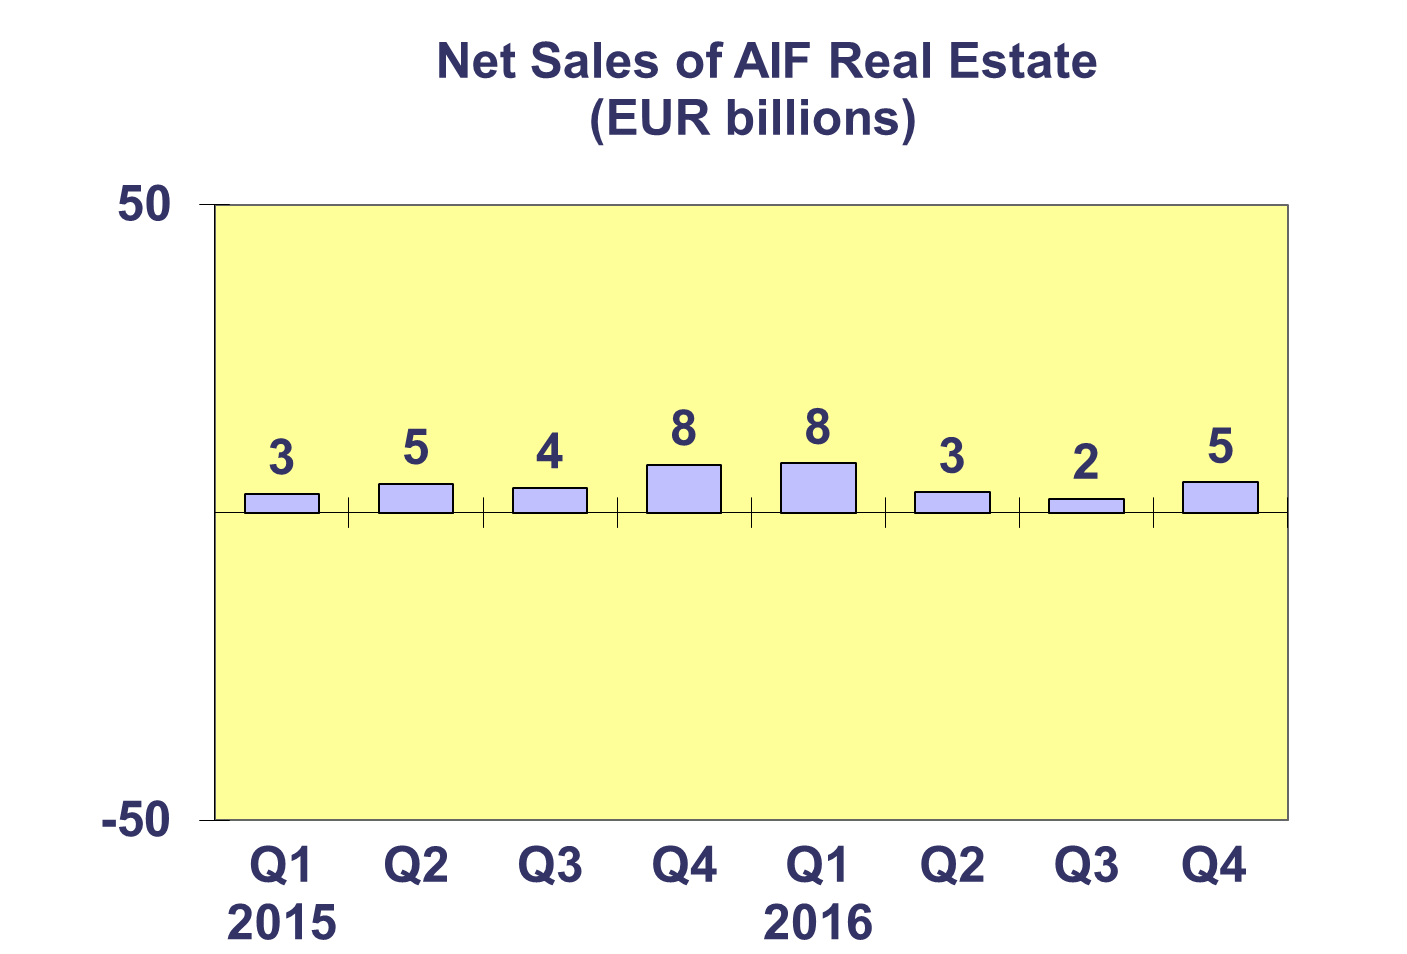 Net Sales of AIF Real Estate
(EUR billions)
50
3 5 4 8 8 3 2 5
-50
Q1 Q2 Q3 Q4 Q1 Q2 Q3 Q4
2015 2016